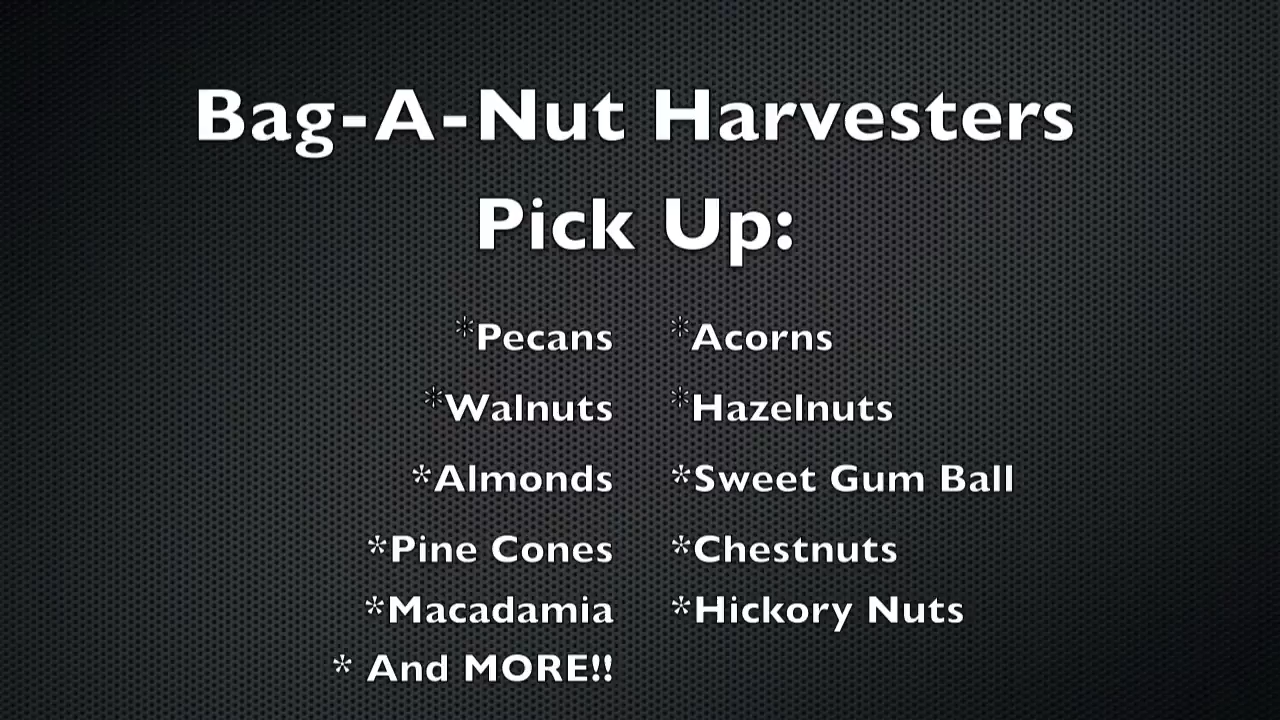 Bag-A-Nut Harvesters
Pick Up:
*Pecans *Acorns
*Walnuts *Hazelnuts
*Almonds *Sweet Gum Ball
*Pine Cones *Chestnuts
*Macadamia *Hickory Nuts
* And MORE!!